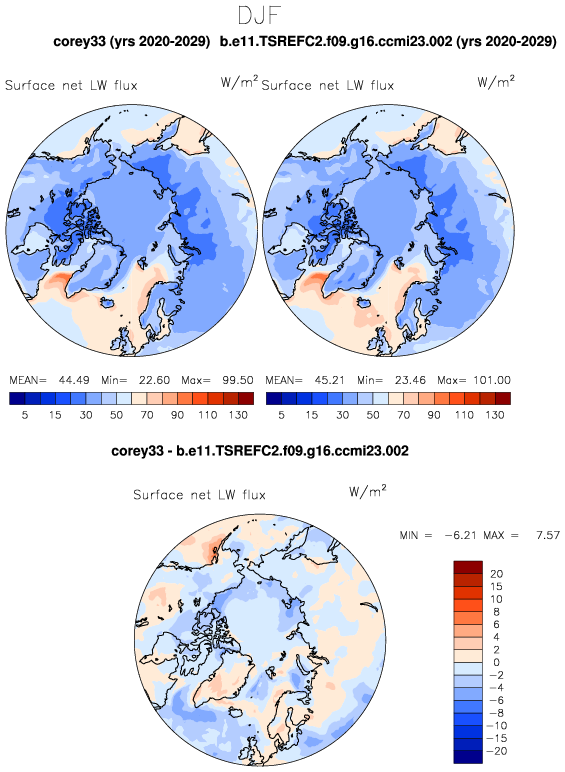 DJF
corey33 (yrs 2020-2029) b.e11.TSREFC2.f09.g16.ccmi23.002 (yrs 2020-2029)
Surface net LW flux W/m² Surface net LW flux W/m²
MEAN= 44.49 Min= 22.60 Max= 99.50 MEAN= 45.21 Min= 23.46 Max= 101.00
5 15 30 50 70 90 110 130 5 15 30 50 70 90 110 130
corey33 - b.e11.TSREFC2.f09.g16.ccmi23.002
Surface net LW flux W/m²
MIN = -6.21 MAX = 7.57
20
15
10
8
6
4
2
0
-2
-4
-6
-8
-10
-15
-20